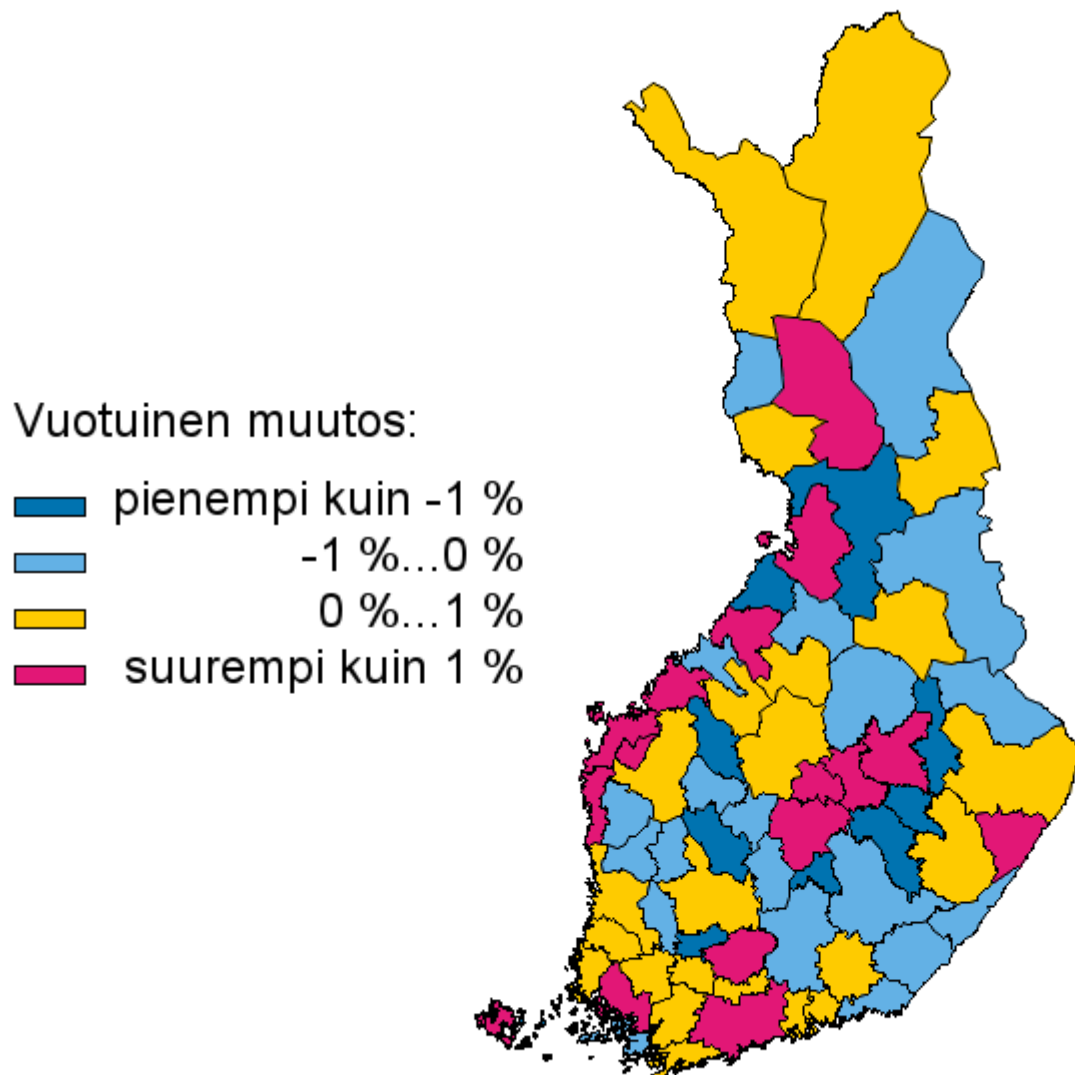 Vuotuinen muutos:
pienempi kuin -1 %
-1 %...0 %
0 %...1 %
suurempi kuin 1 %